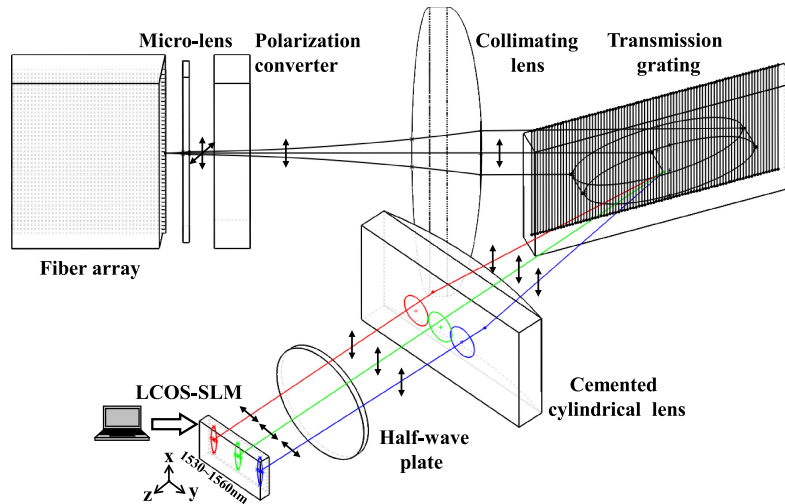 Micro-lens
Polarization
converter
Collimating
lens
Transmission
grating
Fiber array
LCOS-SLM
1530~1560nm
Half-wave
plate
Cemented
cylindrical lens
x
z
y